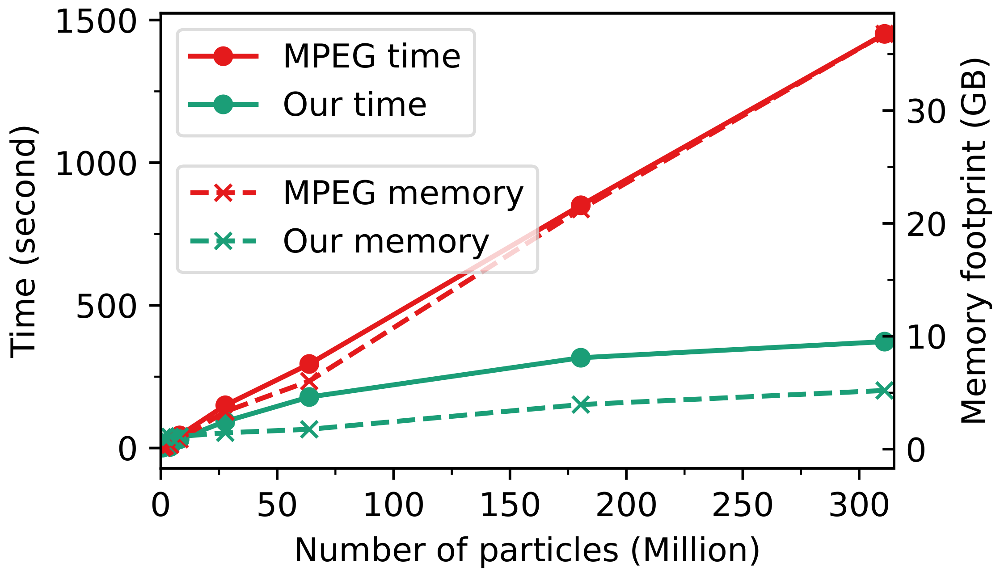 1500
1000
500
0
Time (second)
MPEG time
Our time
MPEG memory
Our memory
30
20
10
0
Memory footprint (GB)
0 50 100 150 200 250 300
Number of particles (Million)